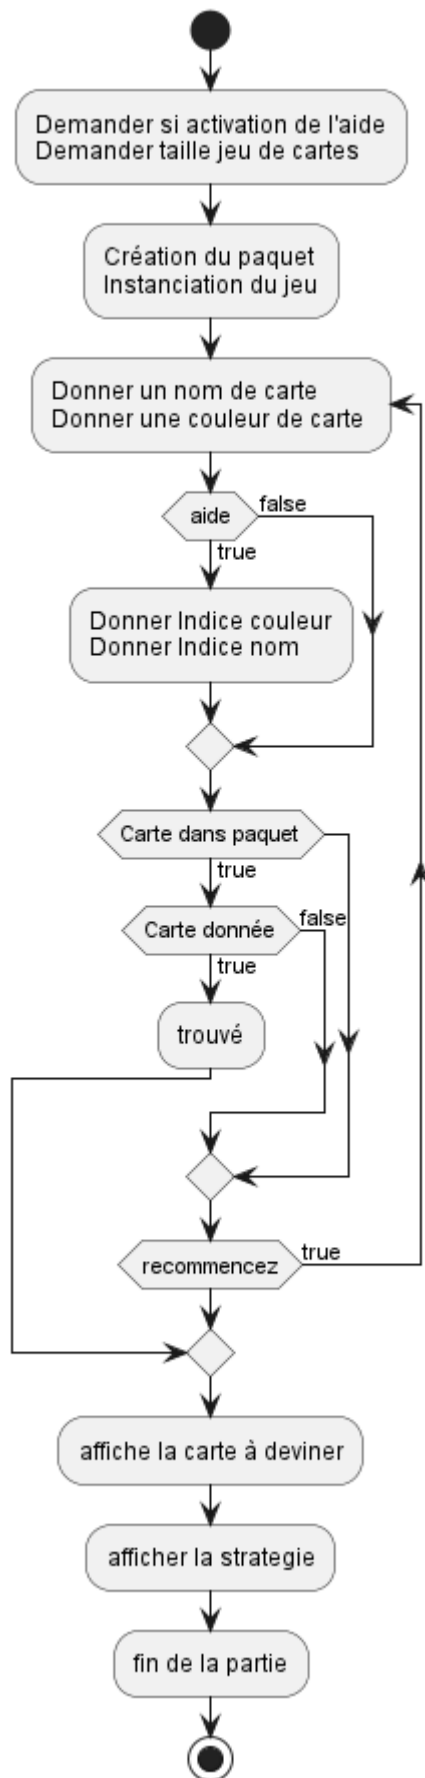 Demander si activation de l'aide
Demander taille jeu de cartes
Création du paquet
Instanciation du jeu
Donner un nom de carte
Donner une couleur de carte
aide
false
true
Donner Indice couleur
Donner Indice nom
Carte dans paquet
true
Carte donnée
false
true
trouvé
recommencez
true
affiche la carte à deviner
afficher la strategie
fin de la partie